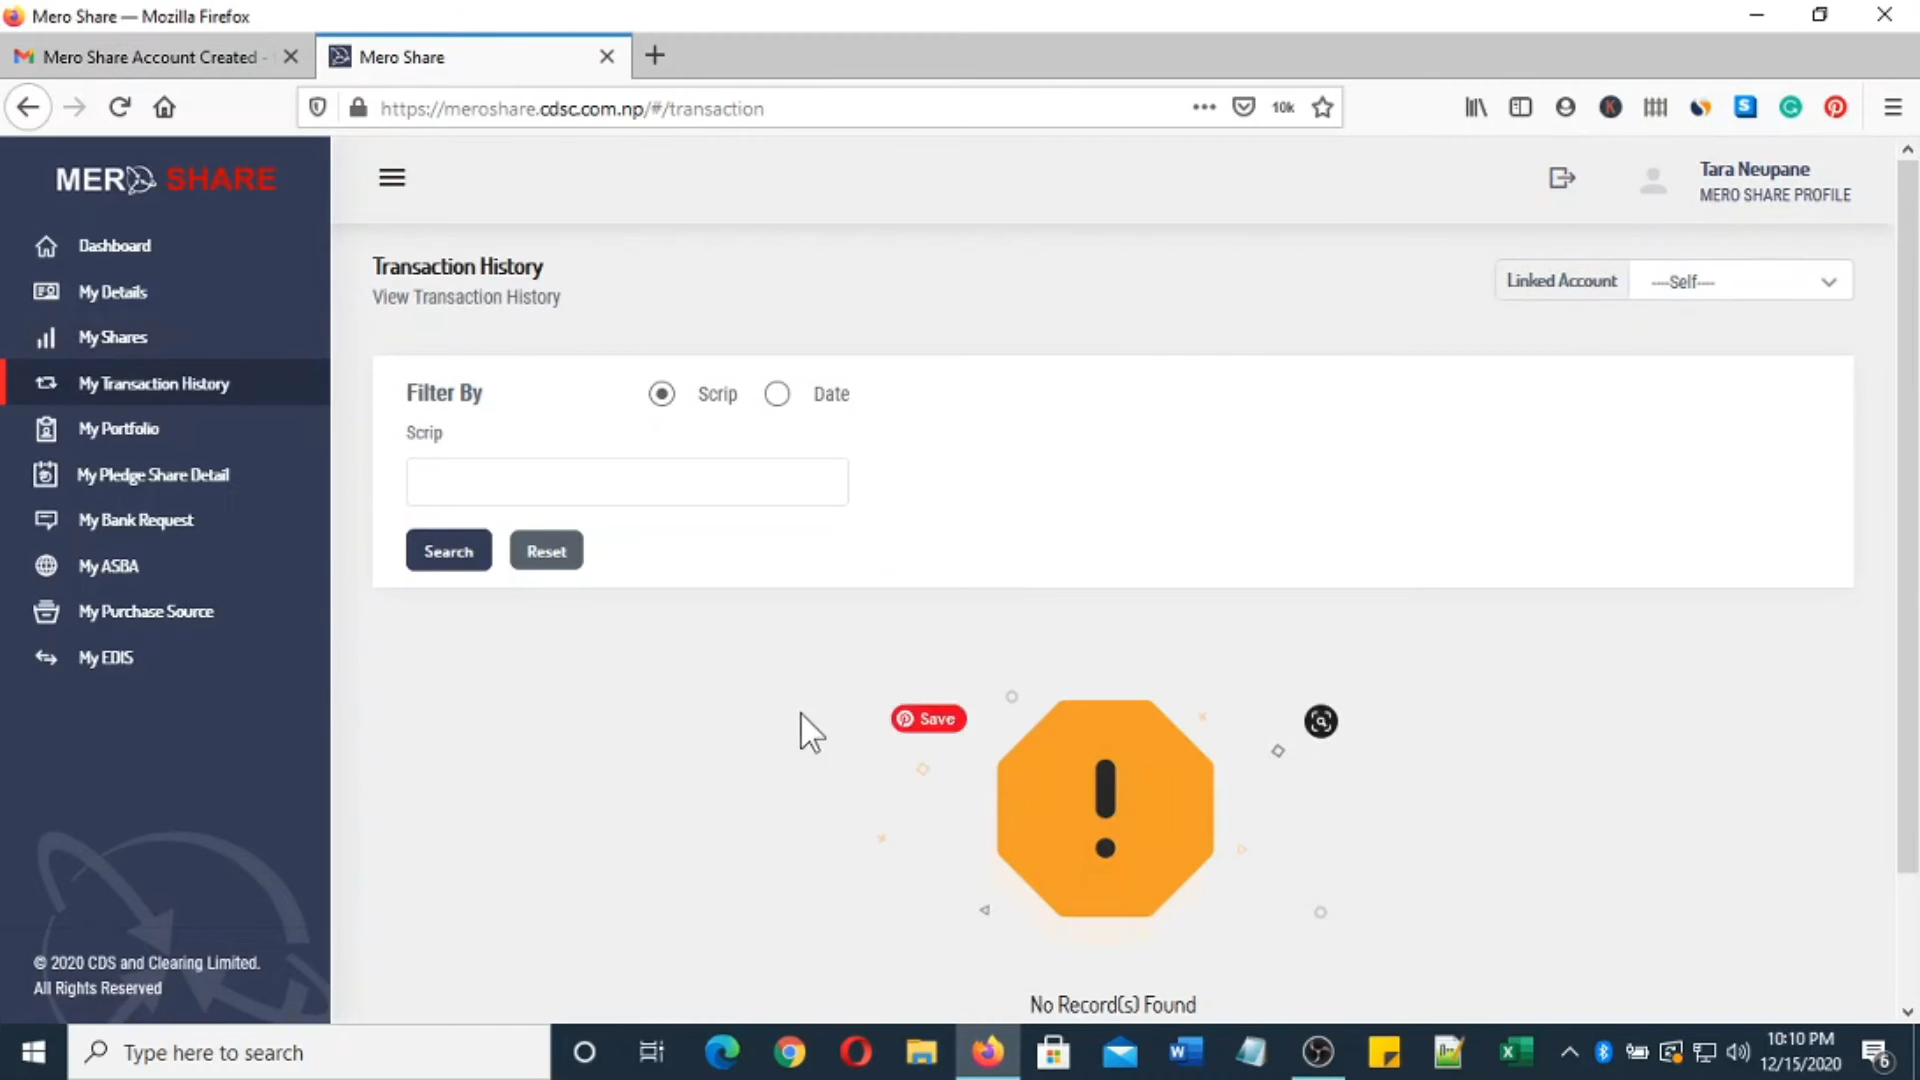 Mero Share — Mozilla Firefox
Mero Share Account Created -
Mero Share
https://meroshare.cdsc.com.np/#/transaction
10k
MERO SHARE
Tara Neupane
MERO SHARE PROFILE
Dashboard
My Details
My Shares
My Transaction History
My Portfolio
My Pledge Share Detail
My Bank Request
My ASBA
My Purchase Source
My EDIS
© 2020 CDS and Clearing Limited.
All Rights Reserved
Transaction History
View Transaction History
Linked Account
----Self----
Filter By
Scrip
Date
Scrip
Search
Reset
Save
No Record(s) Found
Type here to search
10:10 PM
12/15/2020
6